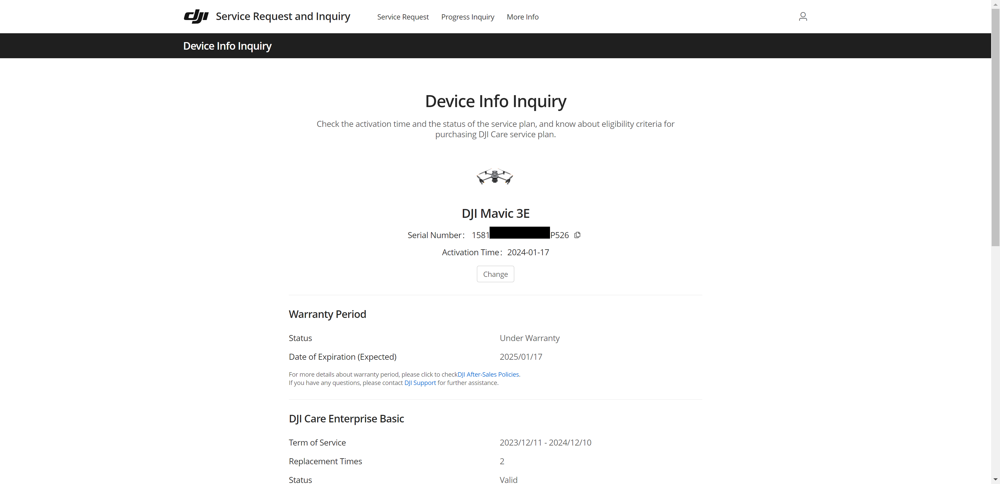 dji Service Request and Inquiry Service Request Progress Inquiry More Info
Device Info Inquiry
Device Info Inquiry
Check the activation time and the status of the service plan, and know about eligibility criteria for
purchasing DJI Care service plan.
DJI Mavic 3E
Serial Number: 1581 P526
Activation Time: 2024-01-17
Change
Warranty Period
Status Under Warranty
Date of Expiration (Expected) 2025/01/17
For more details about warranty period, please click to checkDJI After-Sales Policies.
If you have any questions, please contact DJI Support for further assistance.
DJI Care Enterprise Basic
Term of Service 2023/12/11 - 2024/12/10
Replacement Times 2
Status Valid